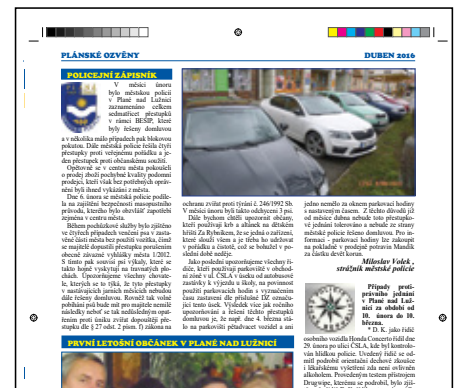 PLÁNSKÉ OZVĚNY
DUBEN 2016
POLICEJNÍ ZÁPISNÍK
V měsíci únoru
bylo městskou policií
v Plané nad Lužnicí
zaznamenáno celkem
sedmatřicet přestupků
v rámci BESIP, které
byly řešeny domluvou
a v několika málo případech pak blokovou
pokutou. Dále městská policie řešila čtyři
přestupky proti veřejnému pořádku a je-
den přestupek proti občanskému soužití.
Opětovně se v centru města pokoušeli
o prodej zboží pochybné kvality podomní
prodejci, kteří však bez potřebných opráv-
nění byli ihned vykázáni z města.
Dne 6. února se městská policie podíle-
la na zajištění bezpečnosti masopustního
průvodu, kterého bylo obzvlášť zapotřebí
zejména v centru města.
Během pochůzkové služby bylo zjištěno
ve čtyřech případech venčení psa v zasta-
věné části města bez použití vodítka, čímž
se majitelé dopustili přestupku porušením
obecně závazné vyhlášky města 1/2012.
S tímto pak souvisí psí výkaly, které se
takto hojně vyskytují na travnatých plo-
chách. Upozorňujeme všechny chovate-
le, kterých se to týká, že tyto přestupky
v nastávajících jarních měsících nebudou
dále řešeny domluvou. Rovněž tak volné
pobíhání psů bude mít pro majitele nemilé
následky neboť se tak nedůsledným opat-
řením proti úniku zvířat dopouštějí pře-
stupku dle § 27 odst. 2 písm. f) zákona na
ochranu zvířat proti týrání č. 246/1992 Sb.
V měsíci únoru byli takto odchyceni 3 psi.
Dále bychom chtěli upozornit občany,
kteří používají krb a altánek na dětském
hřišti Za Rybníkem, že se jedná o zařízení,
které slouží všem a je třeba ho udržovat
v pořádku a čistotě, což se bohužel v po-
slední době neděje.
Jako poslední upozorňujeme všechny ři-
diče, kteří používají parkoviště v obchod-
ní zóně v ul. ČSLA v úseku od autobusové
zastávky k výjezdu u školy, na povinnost
použití parkovacích hodin s vyznačením
času zastavení dle příslušné DZ označu-
jící tento úsek. Výsledek více jak ročního
upozorňování a řešení těchto přestupků
domluvou je, že např. dne 4. března stá-
lo na parkovišti pětadvacet vozidel a ani
jedno nemělo za oknem parkovací hodiny
s nastaveným časem. Z těchto důvodů již
od měsíce dubna nebude toto přestupko-
vé jednání tolerováno a nebude ze strany
městské policie řešeno domluvou. Pro in-
formaci - parkovací hodiny lze zakoupit
na pokladně v prodejně potravin Mandík
za částku devět korun.
Miloslav Volek ,
strážník městské policie
Případy proti-
právního jednání
v Plané nad Luž-
nicí za období od
10. února do 10.
března.
* D. K. jako řidič
osobního vozidla Honda Concerto řídil dne
29. února po ulici ČSLA, kde byl kontrolo-
ván hlídkou policie. Uvedený řidič se od-
mítl podrobit orientační dechové zkoušce
i lékařskému vyšetření zda není ovlivněn
alkoholem. Provedeným testem přístrojem
Drugwipe, kterému se podrobil, bylo zjiš-
PRVNÍ LETOŠNÍ OBČÁNEK V PLANÉ NAD LUŽNICÍ